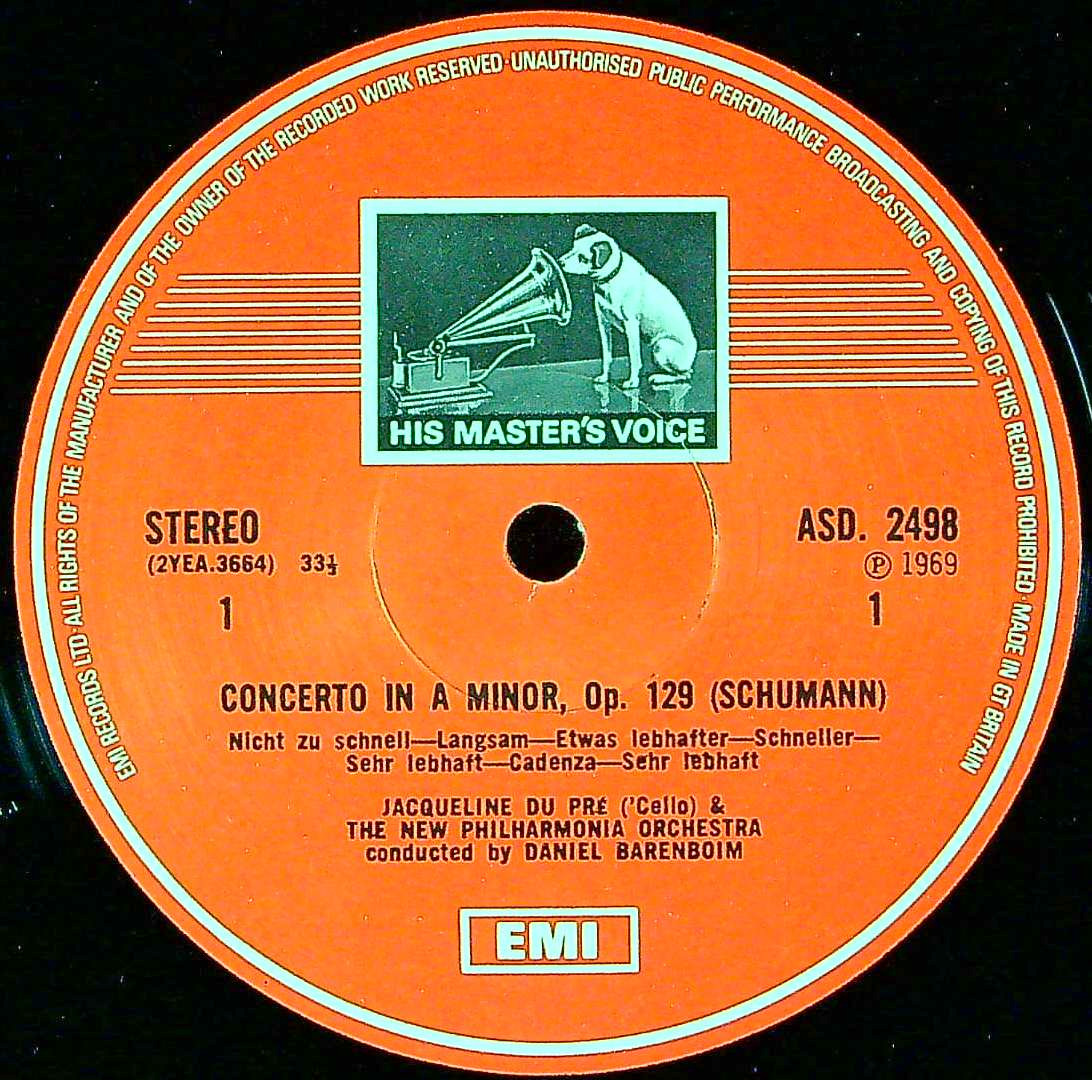 EMI RECORDS LTD·ALL RIGHTS OF THE MANUFACTURER AND OF THE OWNER OF THE RECORDED WORK RESERVED·UNAUTHORISED PUBLIC PERFORMANCE BROADCASTING AND COPYING OF THIS RECORD PROHIBITED·MADE IN GT BRITAIN
HIS MASTER'S VOICE
STEREO ASD. 2498
(2YEA.3664) 33⅓ ℗ 1969
1 1
CONCERTO IN A MINOR, Op. 129 (SCHUMANN)
Nicht zu schnell—Langsam—Etwas lebhafter—Schneller—
Sehr lebhaft—Cadenza—Sehr lebhaft
JACQUELINE DU PRÉ ('Cello) &
THE NEW PHILHARMONIA ORCHESTRA
conducted by DANIEL BARENBOIM
EMI